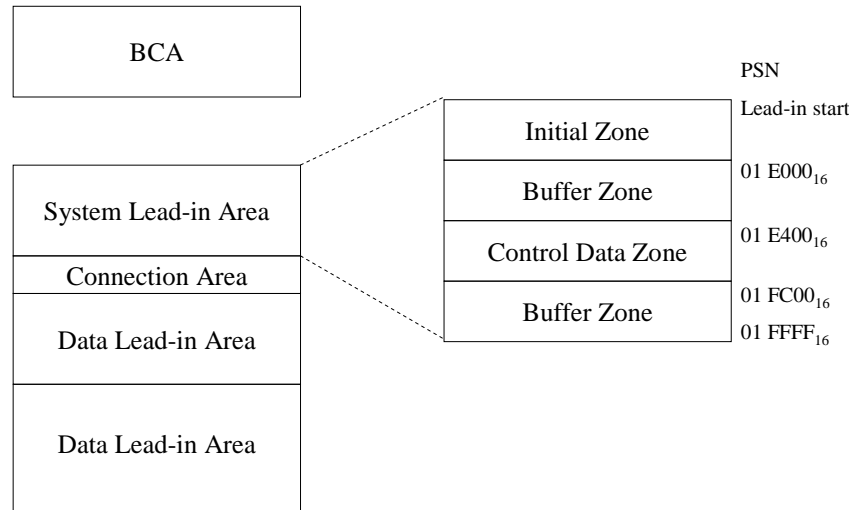 BCA
System Lead-in Area
Connection Area
Data Lead-in Area
Data Lead-in Area
PSN
Lead-in start
Initial Zone
01 E000₁₆
Buffer Zone
01 E400₁₆
Control Data Zone
01 FC00₁₆
Buffer Zone
01 FFFF₁₆